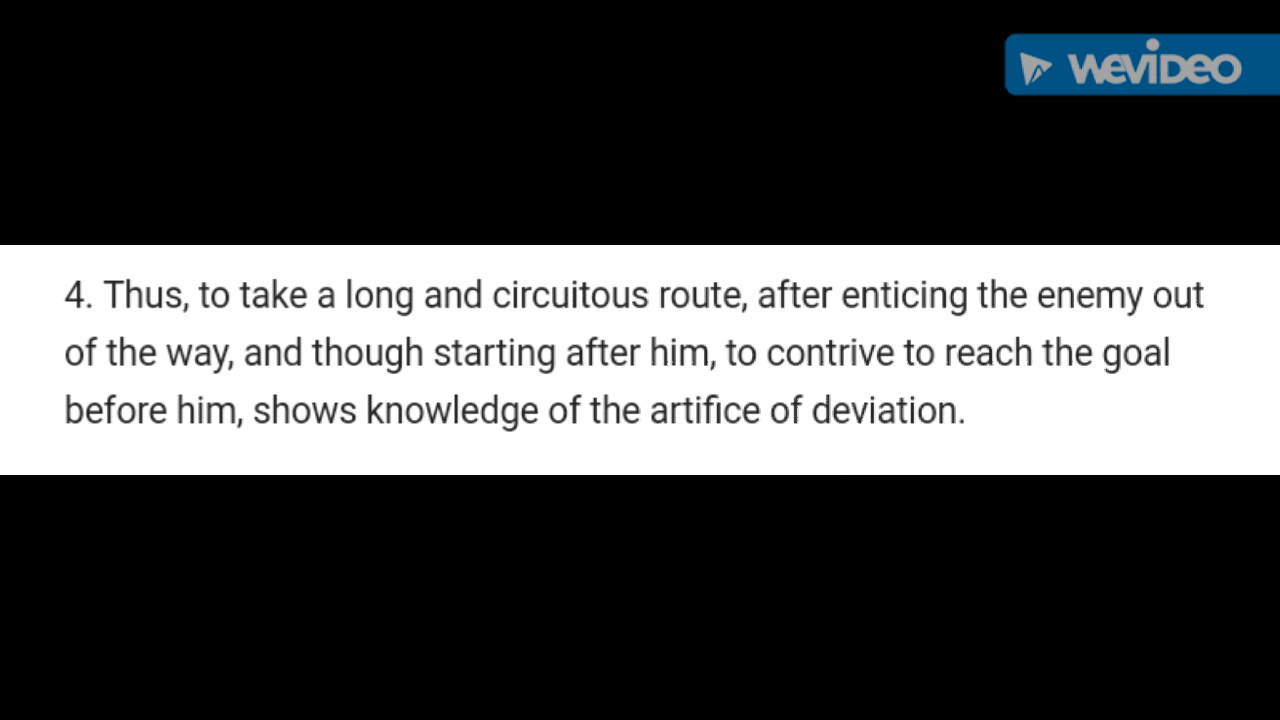 WeVideo
4. Thus, to take a long and circuitous route, after enticing the enemy out
of the way, and though starting after him, to contrive to reach the goal
before him, shows knowledge of the artifice of deviation.